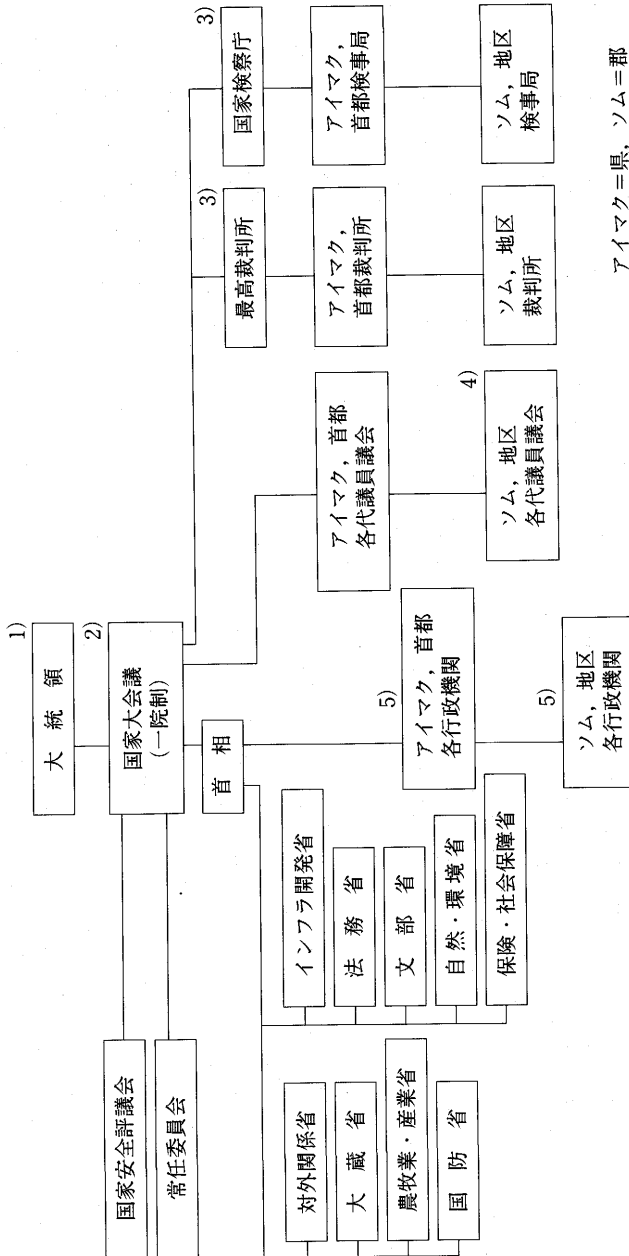 1)
大統領
2)
国家大会議
(一院制)
国家安全評議会
常任委員会
首相
対外関係省
大蔵省
農牧業・産業省
国防省
インフラ開発省
法務省
文部省
自然・環境省
保険・社会保障省
5)
アイマク，首都
各行政機関
5)
ソム，地区
各行政機関
アイマク，首都
各代議員議会
4)
ソム，地区
各代議員議会
3)
最高裁判所
アイマク，
首都裁判所
ソム，地区
裁判所
3)
国家検察庁
アイマク，
首都検事局
ソム，地区
検事局
アイマク＝県，ソム＝郡